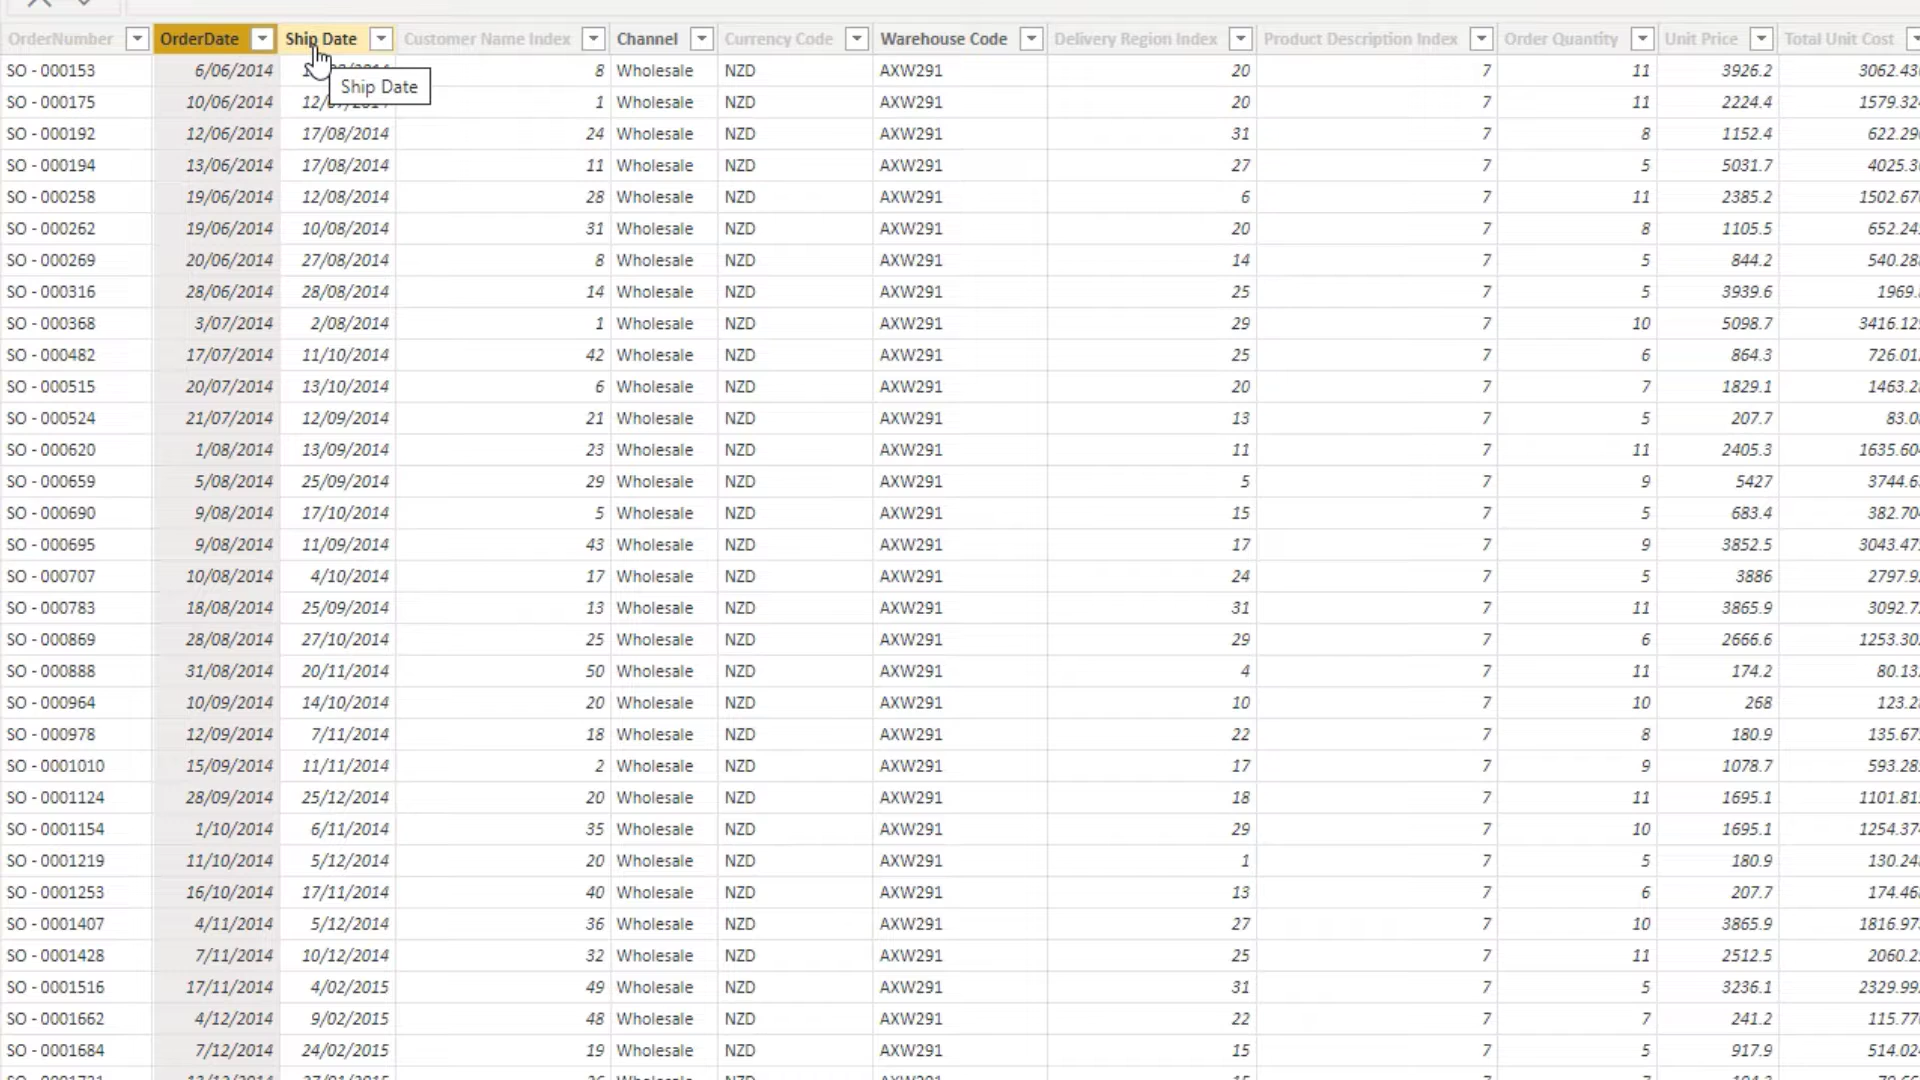 OrderNumber OrderDate Ship Date Customer Name Index Channel Currency Code Warehouse Code Delivery Region Index Product Description Index Order Quantity Unit Price Total Unit Cost
SO - 000153 6/06/2014 8 Wholesale NZD AXW291 20 7 11 3926.2 3062.43
Ship Date
SO - 000175 10/06/2014 1 Wholesale NZD AXW291 20 7 11 2224.4 1579.32
SO - 000192 12/06/2014 17/08/2014 24 Wholesale NZD AXW291 31 7 8 1152.4 622.29
SO - 000194 13/06/2014 17/08/2014 11 Wholesale NZD AXW291 27 7 5 5031.7 4025.3
SO - 000258 19/06/2014 12/08/2014 28 Wholesale NZD AXW291 6 7 11 2385.2 1502.67
SO - 000262 19/06/2014 10/08/2014 31 Wholesale NZD AXW291 20 7 8 1105.5 652.24
SO - 000269 20/06/2014 27/08/2014 8 Wholesale NZD AXW291 14 7 5 844.2 540.28
SO - 000316 28/06/2014 28/08/2014 14 Wholesale NZD AXW291 25 7 5 3939.6 1969.
SO - 000368 3/07/2014 2/08/2014 1 Wholesale NZD AXW291 29 7 10 5098.7 3416.12
SO - 000482 17/07/2014 11/10/2014 42 Wholesale NZD AXW291 25 7 6 864.3 726.01
SO - 000515 20/07/2014 13/10/2014 6 Wholesale NZD AXW291 20 7 7 1829.1 1463.2
SO - 000524 21/07/2014 12/09/2014 21 Wholesale NZD AXW291 13 7 5 207.7 83.0
SO - 000620 1/08/2014 13/09/2014 23 Wholesale NZD AXW291 11 7 11 2405.3 1635.60
SO - 000659 5/08/2014 25/09/2014 29 Wholesale NZD AXW291 5 7 9 5427 3744.6
SO - 000690 9/08/2014 17/10/2014 5 Wholesale NZD AXW291 15 7 5 683.4 382.70
SO - 000695 9/08/2014 11/09/2014 43 Wholesale NZD AXW291 17 7 9 3852.5 3043.47
SO - 000707 10/08/2014 4/10/2014 17 Wholesale NZD AXW291 24 7 5 3886 2797.9
SO - 000783 18/08/2014 25/09/2014 13 Wholesale NZD AXW291 31 7 11 3865.9 3092.7
SO - 000869 28/08/2014 27/10/2014 25 Wholesale NZD AXW291 29 7 6 2666.6 1253.30
SO - 000888 31/08/2014 20/11/2014 50 Wholesale NZD AXW291 4 7 11 174.2 80.13
SO - 000964 10/09/2014 14/10/2014 20 Wholesale NZD AXW291 10 7 10 268 123.2
SO - 000978 12/09/2014 7/11/2014 18 Wholesale NZD AXW291 22 7 8 180.9 135.67
SO - 0001010 15/09/2014 11/11/2014 2 Wholesale NZD AXW291 17 7 9 1078.7 593.28
SO - 0001124 28/09/2014 25/12/2014 20 Wholesale NZD AXW291 18 7 11 1695.1 1101.81
SO - 0001154 1/10/2014 6/11/2014 35 Wholesale NZD AXW291 29 7 10 1695.1 1254.37
SO - 0001219 11/10/2014 5/12/2014 20 Wholesale NZD AXW291 1 7 5 180.9 130.24
SO - 0001253 16/10/2014 17/11/2014 40 Wholesale NZD AXW291 13 7 6 207.7 174.46
SO - 0001407 4/11/2014 5/12/2014 36 Wholesale NZD AXW291 27 7 10 3865.9 1816.97
SO - 0001428 7/11/2014 10/12/2014 32 Wholesale NZD AXW291 25 7 11 2512.5 2060.2
SO - 0001516 17/11/2014 4/02/2015 49 Wholesale NZD AXW291 31 7 5 3236.1 2329.99
SO - 0001662 4/12/2014 9/02/2015 48 Wholesale NZD AXW291 22 7 7 241.2 115.77
SO - 0001684 7/12/2014 24/02/2015 19 Wholesale NZD AXW291 15 7 5 917.9 514.02